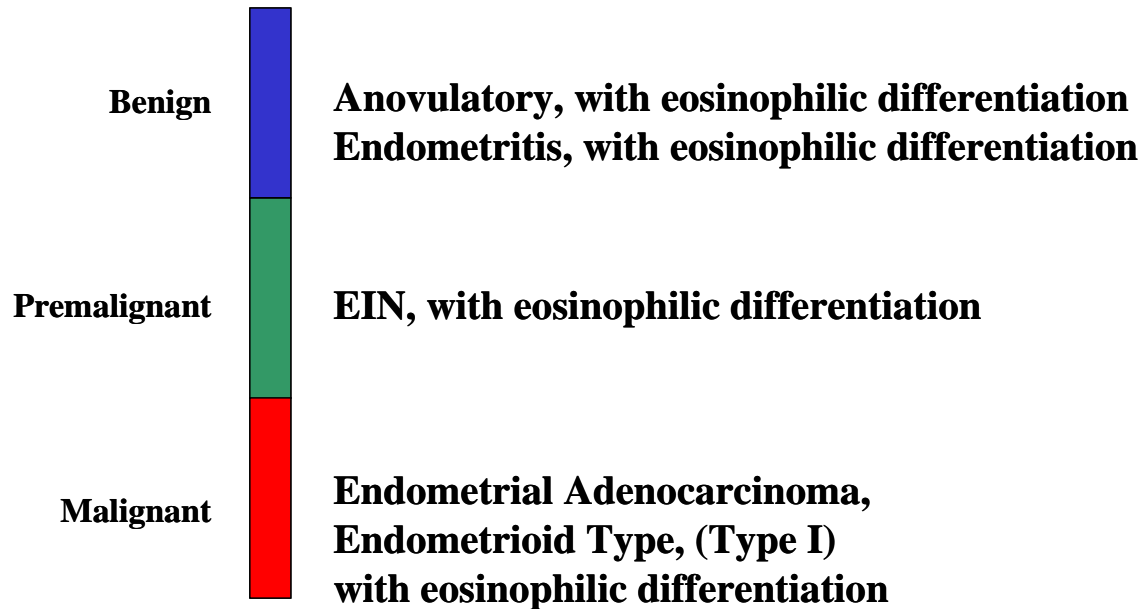 Benign
Anovulatory, with eosinophilic differentiation
Endometritis, with eosinophilic differentiation
Premalignant
EIN, with eosinophilic differentiation
Malignant
Endometrial Adenocarcinoma,
Endometrioid Type, (Type I)
with eosinophilic differentiation